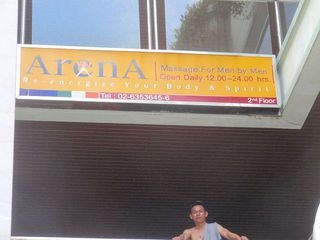 ArenA
Massage For Men by Men
Open Daily 12.00-24.00 hrs.
Re-energize Your Body & Spirit
Tel: 02-6353645-6
2nd Floor